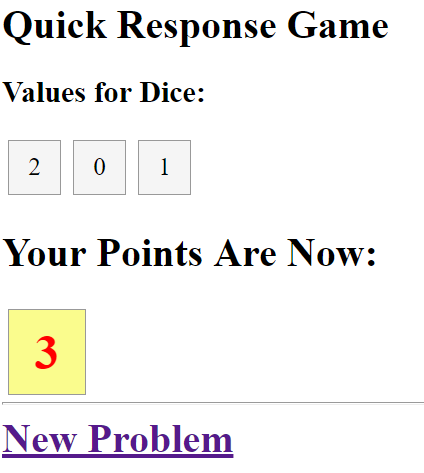 Quick Response Game
Values for Dice:
2 0 1
Your Points Are Now:
3
New Problem